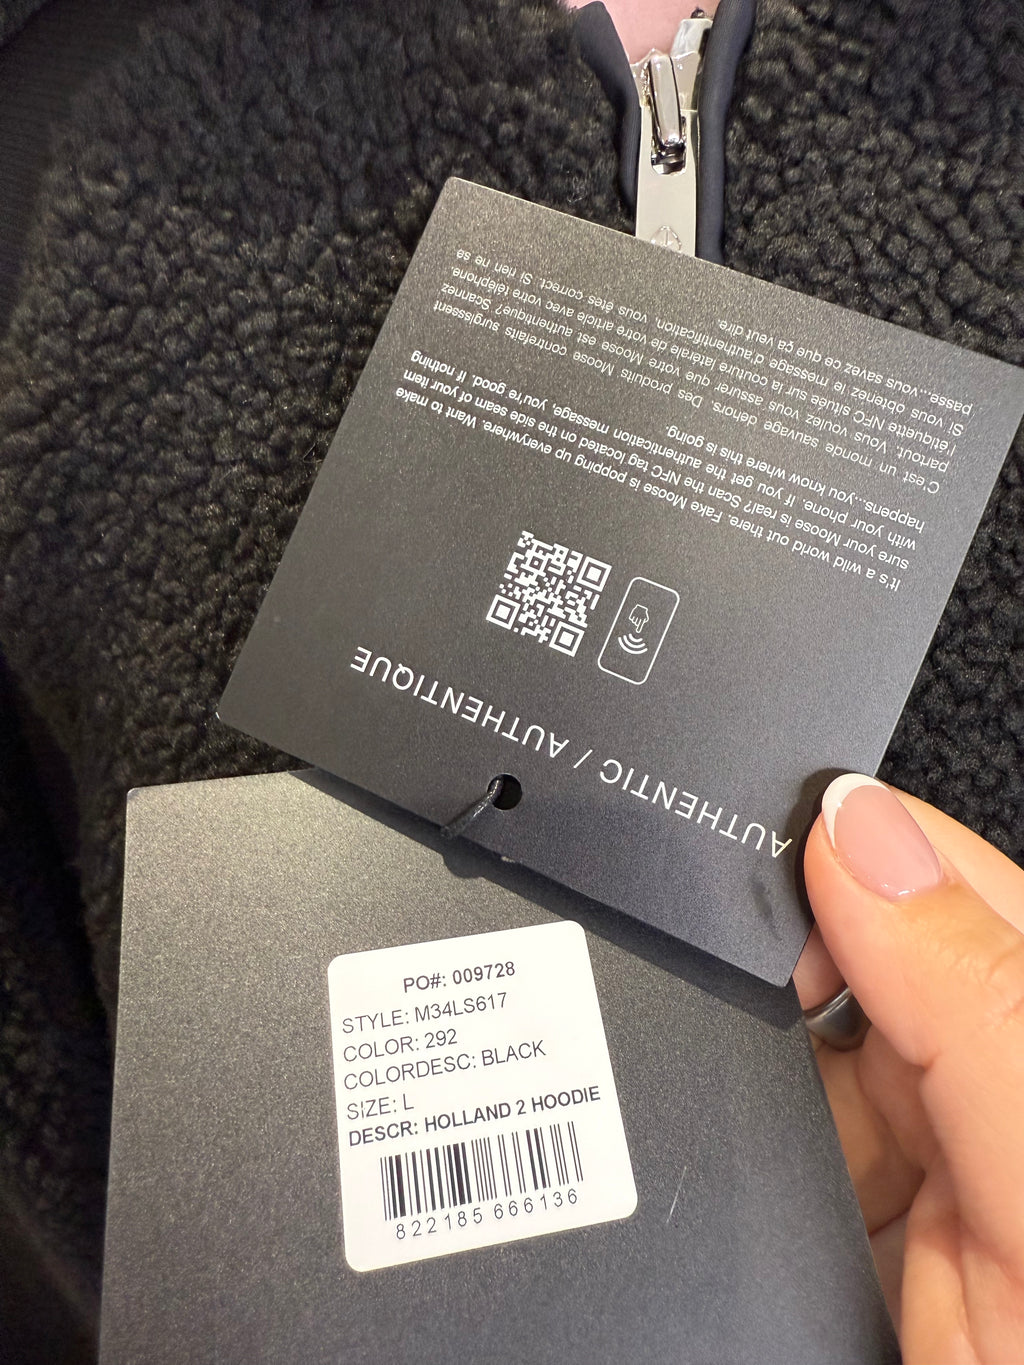 AUTHENTIC / AUTHENTIQUE
It's a wild world out there. Fake Moose is popping up everywhere. Want to make
sure your Moose is real? Scan the NFC tag located on the side seam of your item
with your phone. If you get the authentication message, you're good. If nothing
happens...you know where this is going.
C'est un monde sauvage dehors. Des produits Moose contrefaits surgissent
partout. Vous voulez vous assurer que votre Moose est authentique? Scannez
l'étiquette NFC située sur la couture latérale de votre article avec votre téléphone.
Si vous obtenez le message d'authentification, vous êtes correct. Si rien ne se
passe...vous savez ce que ça veut dire.
PO#: 009728
STYLE: M34LS617
COLOR: 292
COLORDESC: BLACK
SIZE: L
DESCR: HOLLAND 2 HOODIE
822185 666136